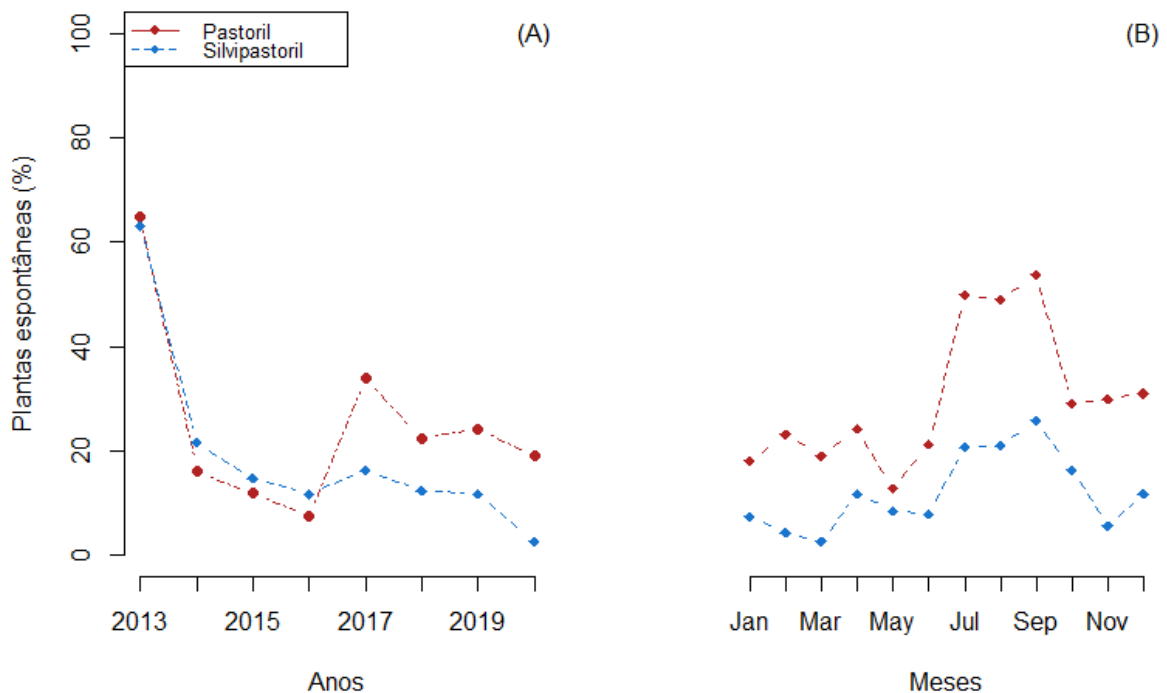 Pastoril
Silvipastoril
(A)
(B)
Plantas espontâneas (%)
100
80
60
40
20
0
2013 2015 2017 2019
Anos
Jan Mar May Jul Sep Nov
Meses